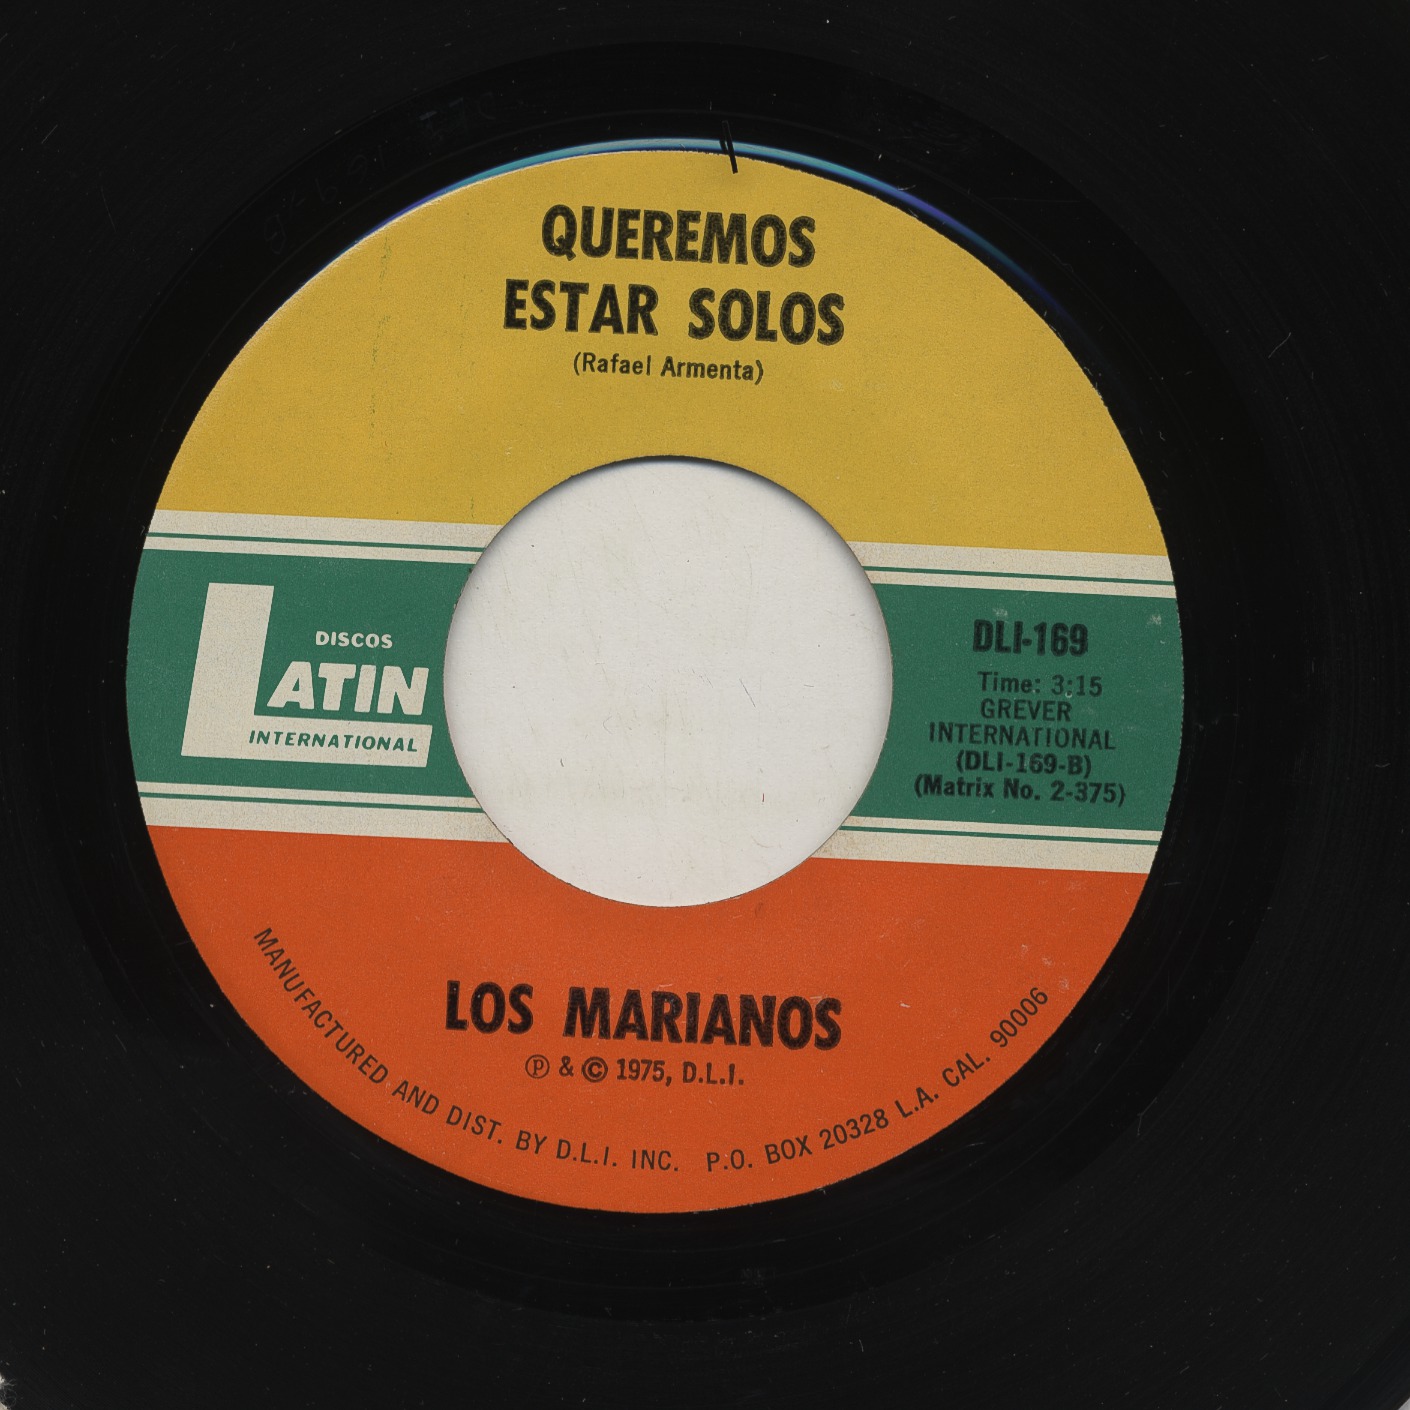 QUEREMOS
ESTAR SOLOS
(Rafael Armenta)
DISCOS
LATIN
INTERNATIONAL
DLI-169
Time: 3:15
GREVER
INTERNATIONAL
(DLI-169-B)
(Matrix No. 2-375)
LOS MARIANOS
℗ & © 1975, D.L.I.
MANUFACTURED AND DIST. BY D.L.I. INC. P.O. BOX 20328 L.A. CAL. 90006